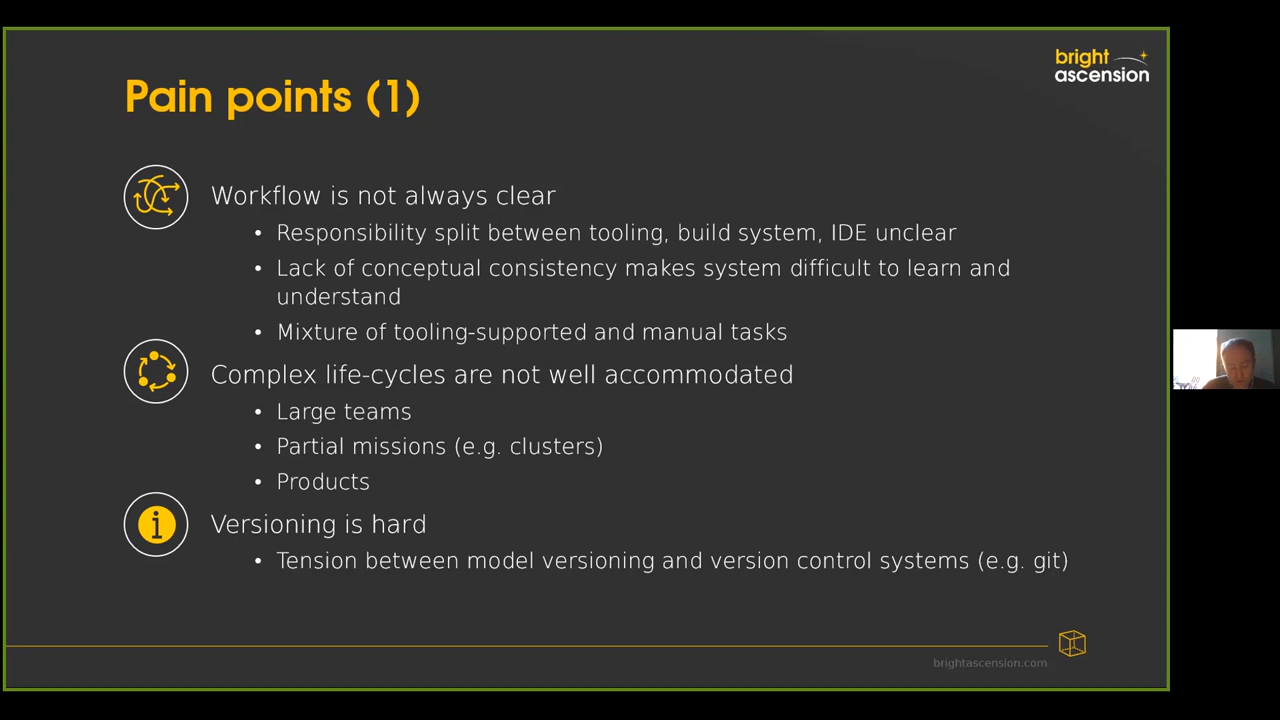 bright
ascension
Pain points (1)
Workflow is not always clear
• Responsibility split between tooling, build system, IDE unclear
• Lack of conceptual consistency makes system difficult to learn and
understand
• Mixture of tooling-supported and manual tasks
Complex life-cycles are not well accommodated
• Large teams
• Partial missions (e.g. clusters)
• Products
i
Versioning is hard
• Tension between model versioning and version control systems (e.g. git)
brightascension.com